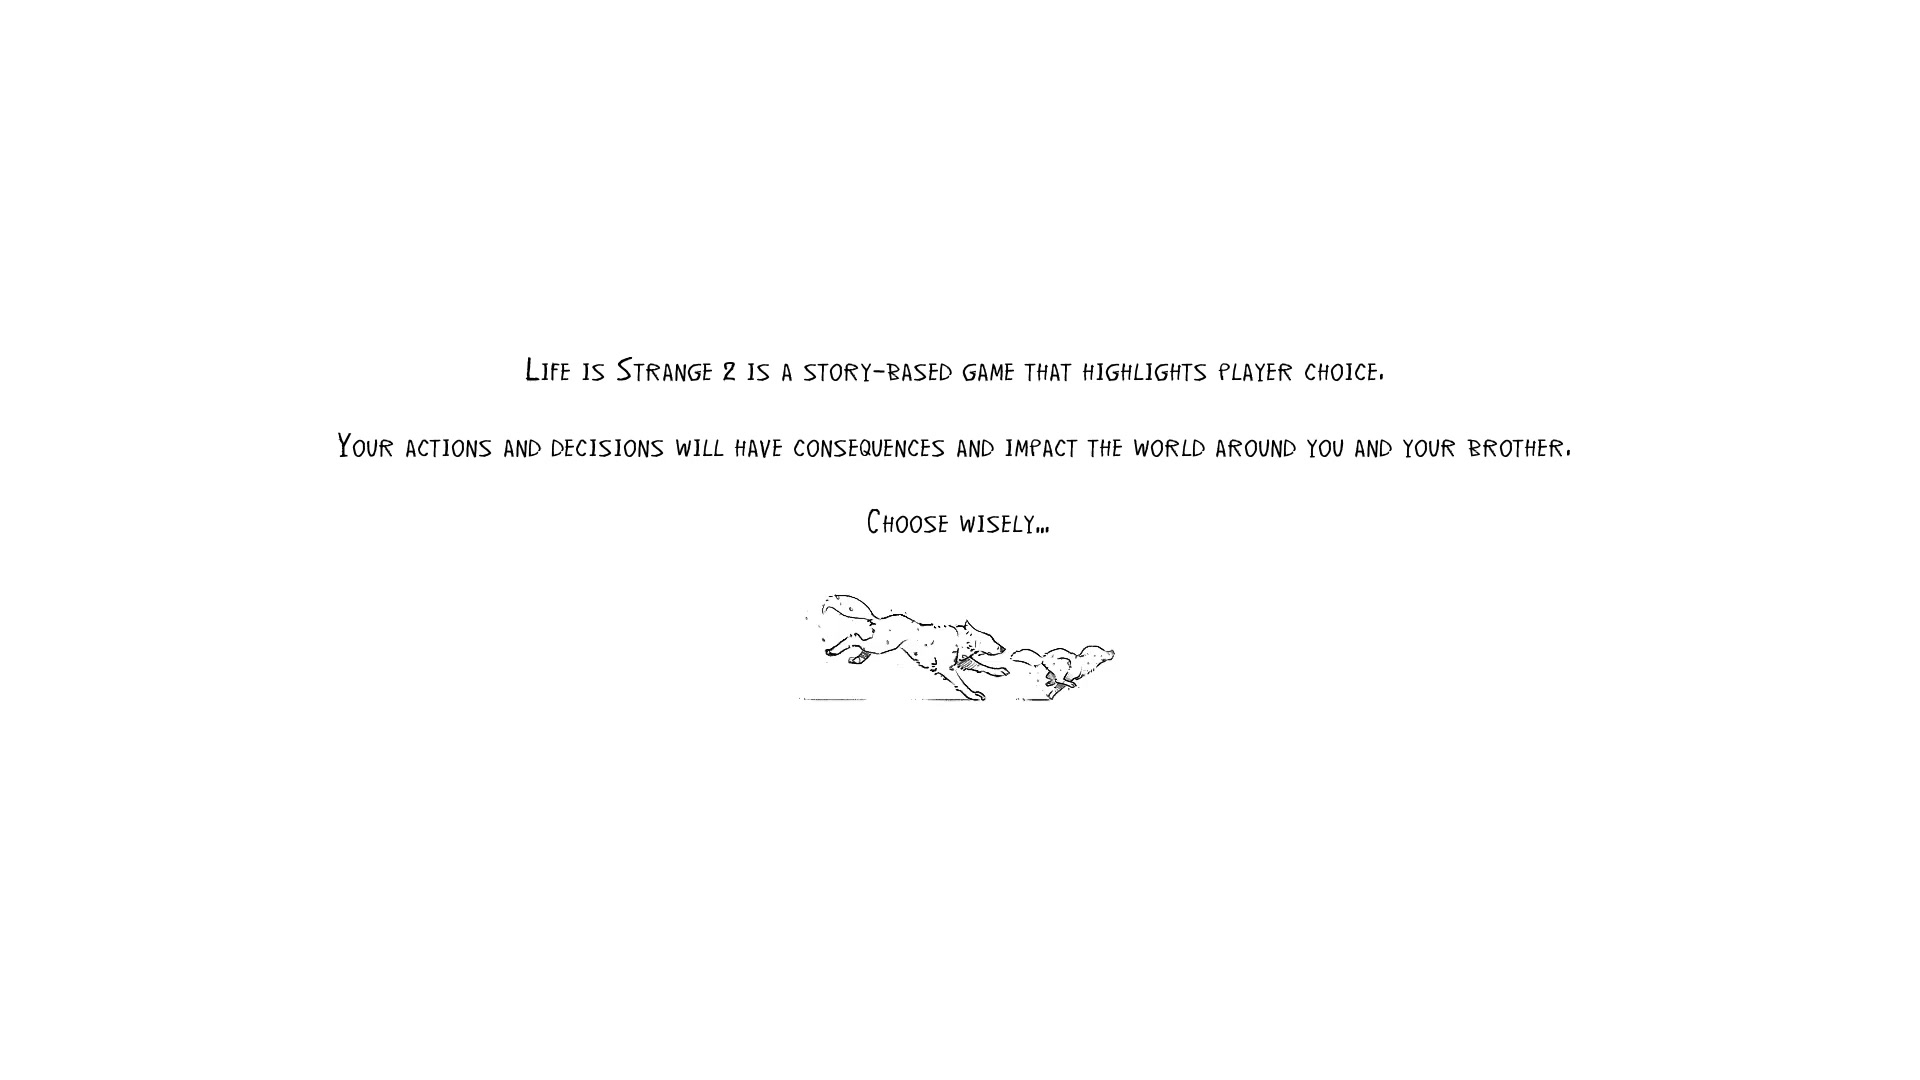 Life is Strange 2 is a story-based game that highlights player choice.
Your actions and decisions will have consequences and impact the world around you and your brother.
Choose wisely...